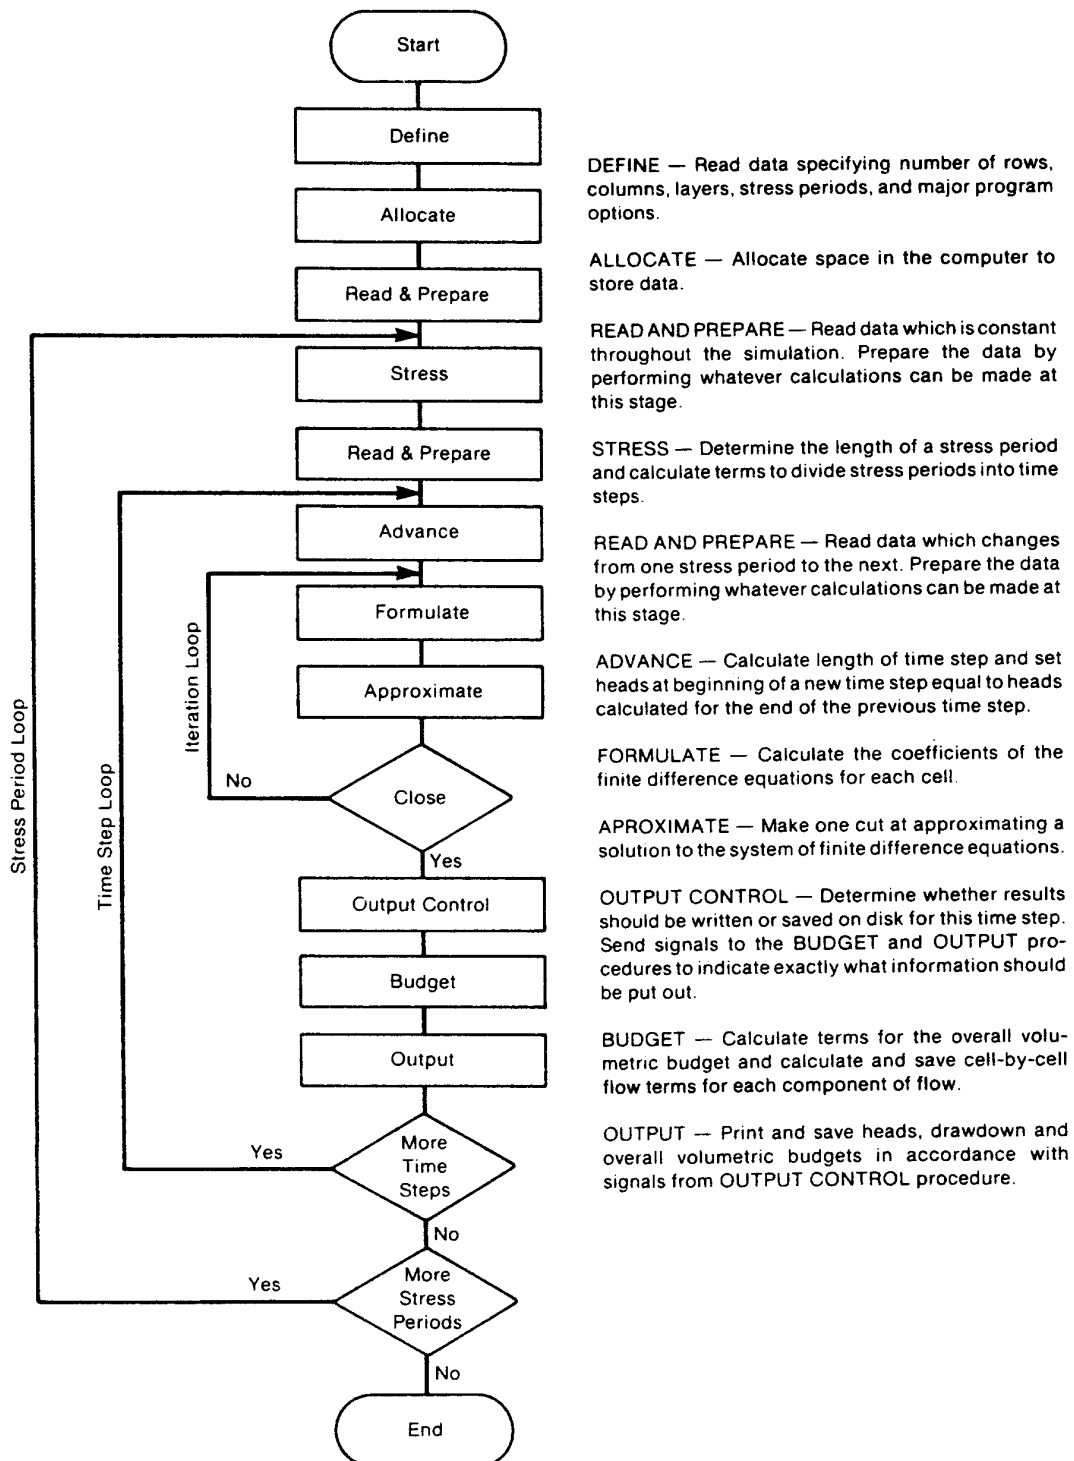 Start
Define
Allocate
Read & Prepare
Stress
Read & Prepare
Advance
Formulate
Approximate
Close
No
Yes
Output Control
Budget
Output
More
Time
Steps
Yes
No
More
Stress
Periods
Yes
No
End
Stress Period Loop
Time Step Loop
Iteration Loop
DEFINE — Read data specifying number of rows,
columns, layers, stress periods, and major program
options.
ALLOCATE — Allocate space in the computer to
store data.
READ AND PREPARE — Read data which is constant
throughout the simulation. Prepare the data by
performing whatever calculations can be made at
this stage.
STRESS — Determine the length of a stress period
and calculate terms to divide stress periods into time
steps.
READ AND PREPARE — Read data which changes
from one stress period to the next. Prepare the data
by performing whatever calculations can be made at
this stage.
ADVANCE — Calculate length of time step and set
heads at beginning of a new time step equal to heads
calculated for the end of the previous time step.
FORMULATE — Calculate the coefficients of the
finite difference equations for each cell.
APROXIMATE — Make one cut at approximating a
solution to the system of finite difference equations.
OUTPUT CONTROL — Determine whether results
should be written or saved on disk for this time step.
Send signals to the BUDGET and OUTPUT pro-
cedures to indicate exactly what information should
be put out.
BUDGET — Calculate terms for the overall volu-
metric budget and calculate and save cell-by-cell
flow terms for each component of flow.
OUTPUT — Print and save heads, drawdown and
overall volumetric budgets in accordance with
signals from OUTPUT CONTROL procedure.